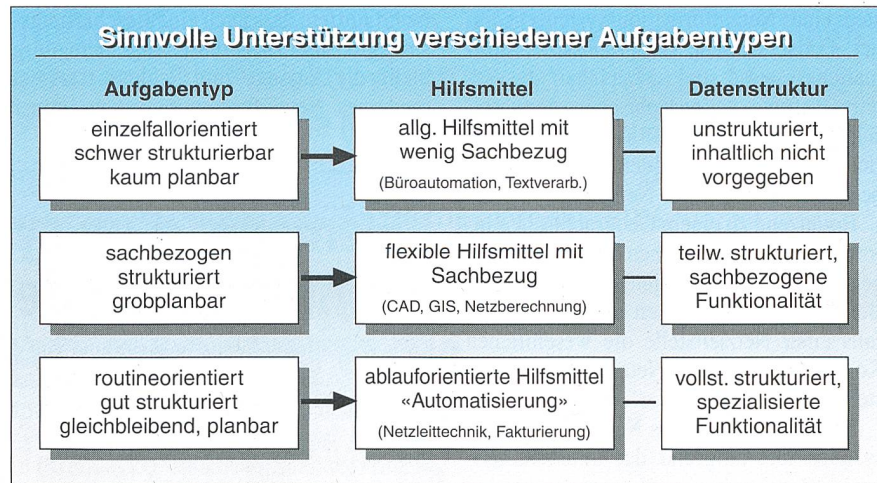 Sinnvolle Unterstützung verschiedener Aufgabentypen
Aufgabentyp
Hilfsmittel
Datenstruktur
einzelfallorientiert
schwer strukturierbar
kaum planbar
allg. Hilfsmittel mit
wenig Sachbezug
(Büroautomation, Textverarb.)
unstrukturiert,
inhaltlich nicht
vorgegeben
sachbezogen
strukturiert
grobplanbar
flexible Hilfsmittel mit
Sachbezug
(CAD, GIS, Netzberechnung)
teilw. strukturiert,
sachbezogene
Funktionalität
routineorientiert
gut strukturiert
gleichbleibend, planbar
ablauforientierte Hilfsmittel
«Automatisierung»
(Netzleittechnik, Fakturierung)
vollst. strukturiert,
spezialisierte
Funktionalität